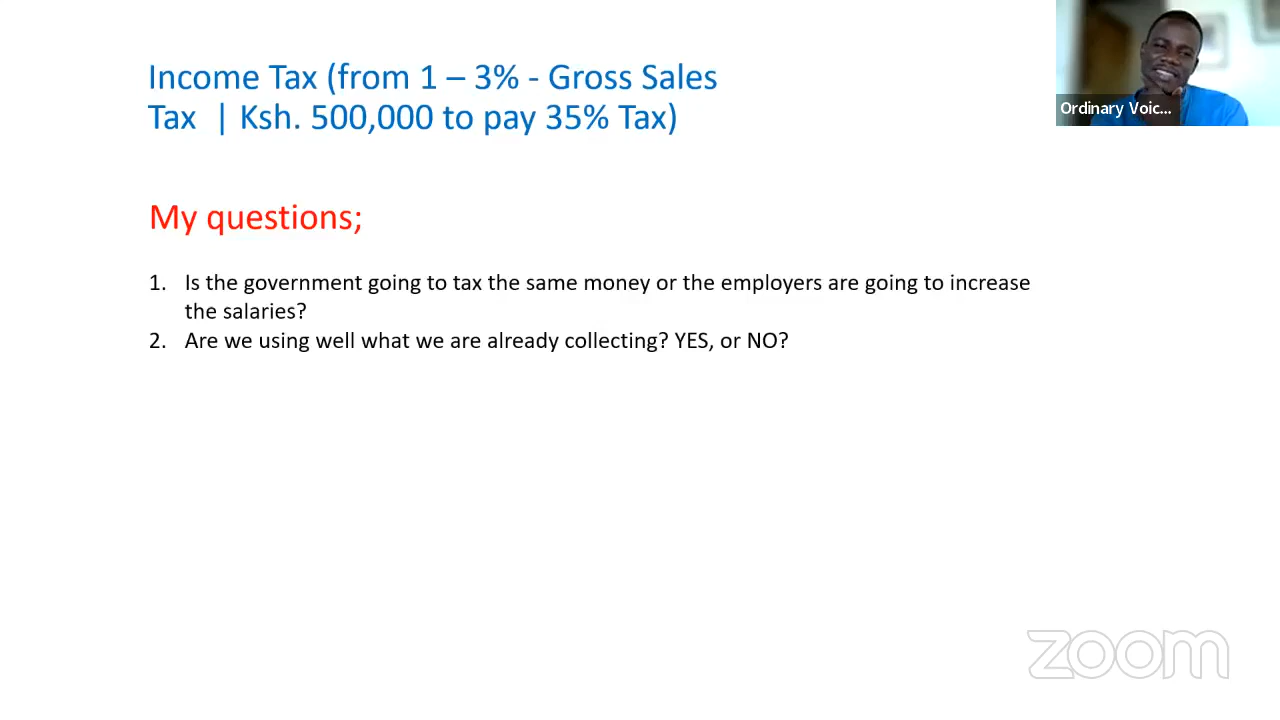 Income Tax (from 1 – 3% - Gross Sales
Tax | Ksh. 500,000 to pay 35% Tax)
Ordinary Voic...
My questions;
1. Is the government going to tax the same money or the employers are going to increase
the salaries?
2. Are we using well what we are already collecting? YES, or NO?
zoom